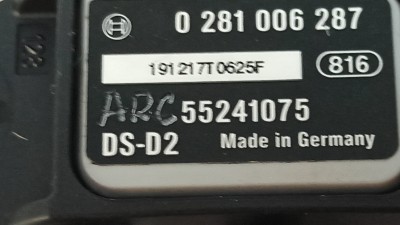 0 281 006 287
191217T0625F
816
ARC 55241075
DS-D2 Made in Germany